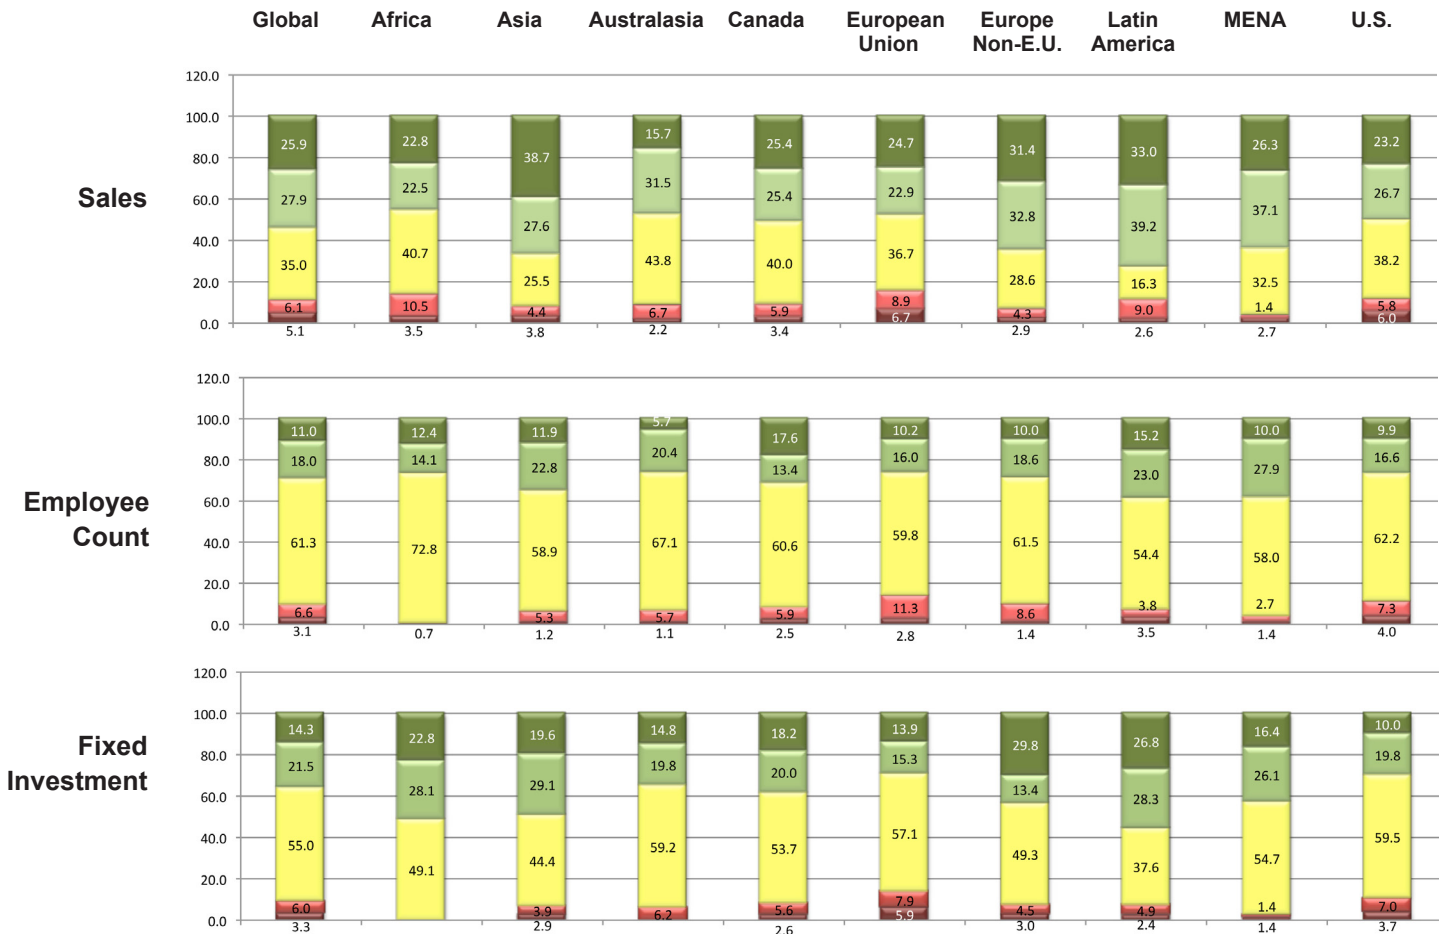 Global Africa Asia Australasia Canada European Europe Latin MENA U.S.
Union Non-E.U. America
Sales
120.0
100.0
80.0
60.0
40.0
20.0
0.0
25.9 22.8 38.7 15.7 25.4 24.7 31.4 33.0 26.3 23.2
27.9 22.5 27.6 31.5 25.4 22.9 32.8 39.2 37.1 26.7
35.0 40.7 25.5 43.8 40.0 36.7 28.6 16.3 32.5 38.2
6.1 10.5 4.4 6.7 5.9 8.9 4.3 9.0 1.4 5.8
5.1 3.5 3.8 2.2 3.4 6.7 2.9 2.6 2.7 6.0
Employee
Count
120.0
100.0
80.0
60.0
40.0
20.0
0.0
11.0 12.4 11.9 5.7 17.6 10.2 10.0 15.2 10.0 9.9
18.0 14.1 22.8 20.4 13.4 16.0 18.6 23.0 27.9 16.6
61.3 72.8 58.9 67.1 60.6 59.8 61.5 54.4 58.0 62.2
6.6 5.3 5.7 5.9 11.3 8.6 3.8 2.7 7.3
3.1 0.7 1.2 1.1 2.5 2.8 1.4 3.5 1.4 4.0
Fixed
Investment
120.0
100.0
80.0
60.0
40.0
20.0
0.0
14.3 22.8 19.6 14.8 18.2 13.9 29.8 26.8 16.4 10.0
21.5 28.1 29.1 19.8 20.0 15.3 13.4 28.3 26.1 19.8
55.0 49.1 44.4 59.2 53.7 57.1 49.3 37.6 54.7 59.5
6.0 3.9 6.2 5.6 7.9 4.5 4.9 1.4 7.0
3.3 2.9 2.6 5.9 3.0 2.4 1.4 3.7